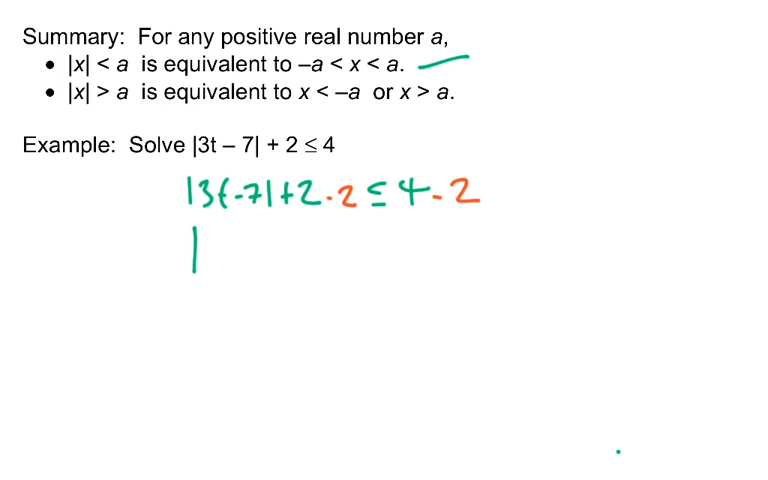 Summary: For any positive real number a,
• |x| < a is equivalent to –a < x < a.
• |x| > a is equivalent to x < –a or x > a.
Example: Solve |3t – 7| + 2 ≤ 4
|3t-7|+2-2 ≤ 4-2
|